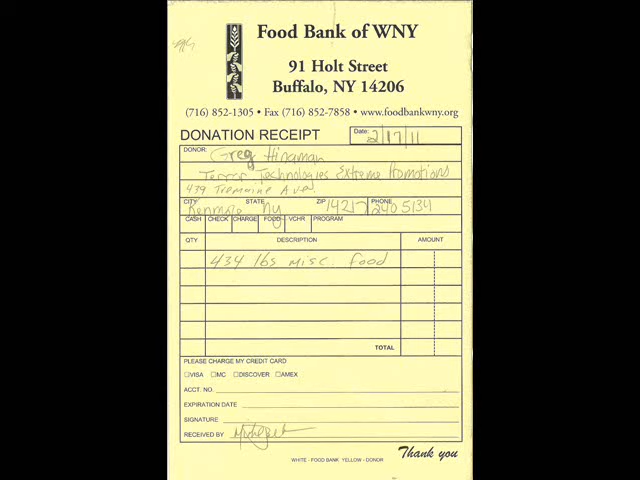 Food Bank of WNY
91 Holt Street
Buffalo, NY 14206
(716) 852-1305 • Fax (716) 852-7858 • www.foodbankwny.org
DONATION RECEIPT Date: 2/17/11
DONOR: Greg Hinaman
Terror Technologies Extreme Promotions
439 Tremaine Ave.
CITY STATE ZIP PHONE
Kenmore NY 14217 240 5134
CASH CHECK CHARGE FOOD VCHR PROGRAM
QTY DESCRIPTION AMOUNT
434 lbs misc. food
TOTAL
PLEASE CHARGE MY CREDIT CARD
□VISA □MC □DISCOVER □AMEX
ACCT. NO.
EXPIRATION DATE
SIGNATURE
RECEIVED BY
Thank you
WHITE - FOOD BANK YELLOW - DONOR